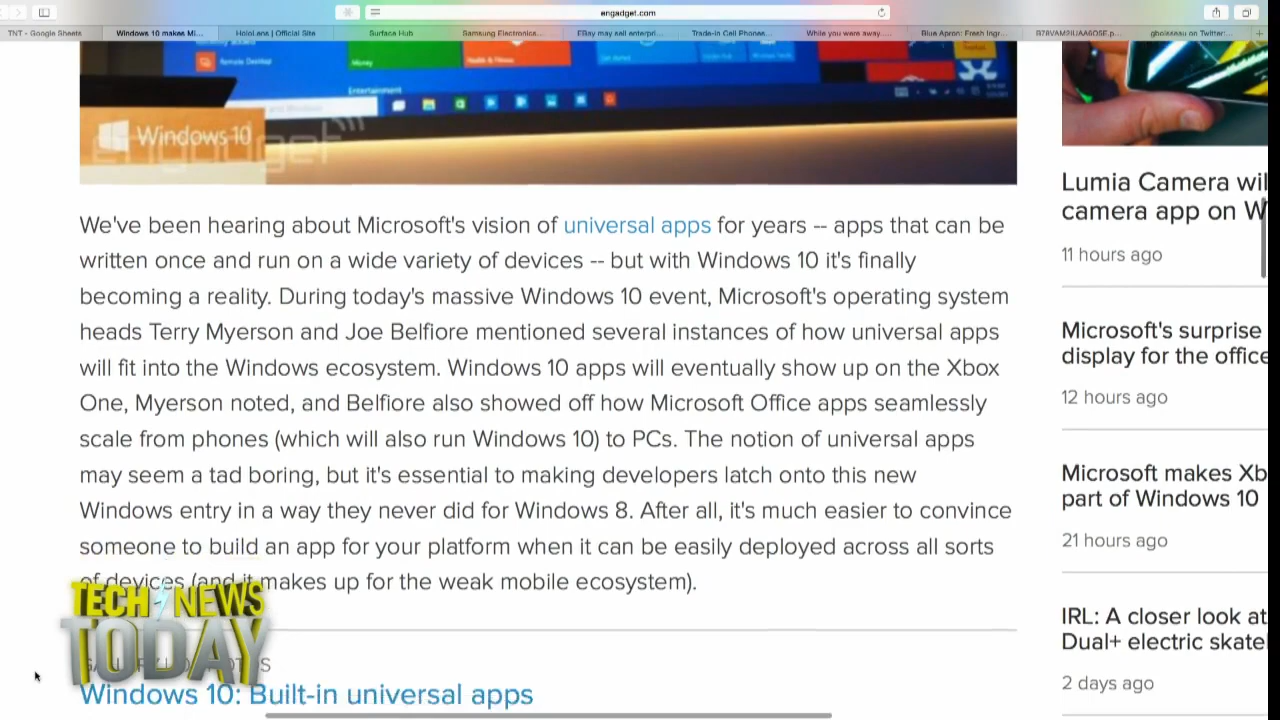 engadget.com
TNT - Google Sheets
Windows 10 makes Mi...
HoloLens | Official Site
Surface Hub
Samsung Electronics...
EBay may sell enterpri...
Trade-in Cell Phones...
While you were away...
Blue Apron: Fresh Ingr...
gboisseau on Twitter:...
Remote Desktop
Money
Health & Fitness
Get started
Entertainment
Windows 10
engadget
We've been hearing about Microsoft's vision of universal apps for years -- apps that can be
written once and run on a wide variety of devices -- but with Windows 10 it's finally
becoming a reality. During today's massive Windows 10 event, Microsoft's operating system
heads Terry Myerson and Joe Belfiore mentioned several instances of how universal apps
will fit into the Windows ecosystem. Windows 10 apps will eventually show up on the Xbox
One, Myerson noted, and Belfiore also showed off how Microsoft Office apps seamlessly
scale from phones (which will also run Windows 10) to PCs. The notion of universal apps
may seem a tad boring, but it's essential to making developers latch onto this new
Windows entry in a way they never did for Windows 8. After all, it's much easier to convince
someone to build an app for your platform when it can be easily deployed across all sorts
of devices (and it makes up for the weak mobile ecosystem).
TECH NEWS
TODAY
Windows 10: Built-in universal apps
Lumia Camera wil
camera app on W
11 hours ago
Microsoft's surprise
display for the office
12 hours ago
Microsoft makes Xb
part of Windows 10
21 hours ago
IRL: A closer look at
Dual+ electric skate
2 days ago